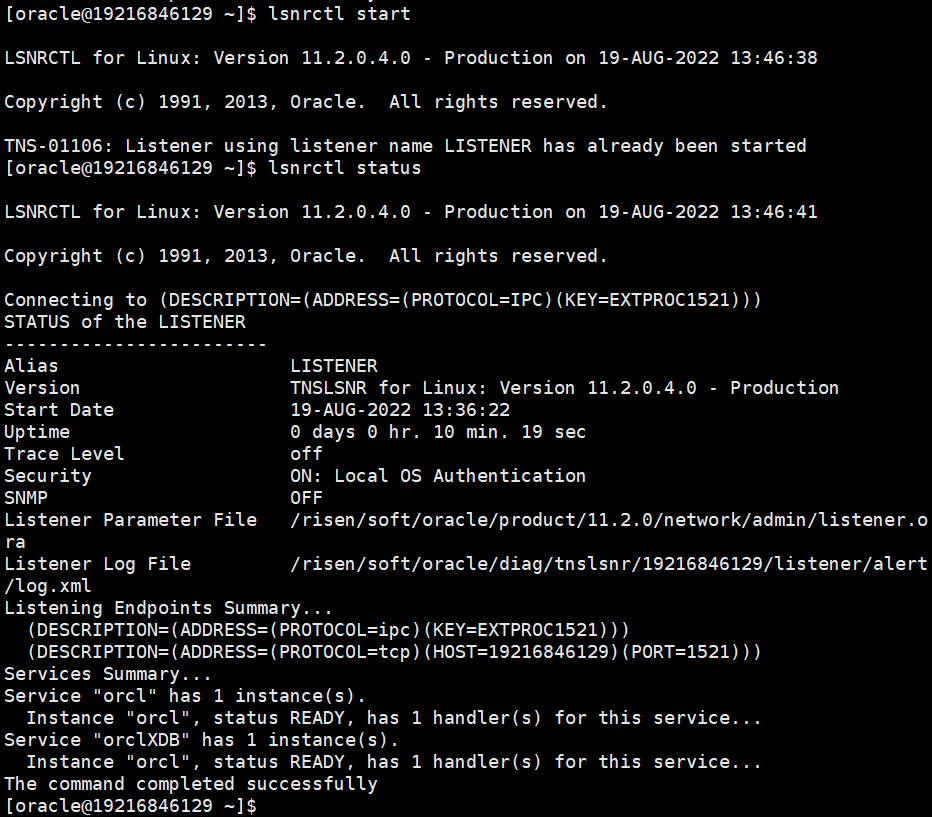 [oracle@19216846129 ~]$ lsnrctl start
LSNRCTL for Linux: Version 11.2.0.4.0 - Production on 19-AUG-2022 13:46:38
Copyright (c) 1991, 2013, Oracle.  All rights reserved.
TNS-01106: Listener using listener name LISTENER has already been started
[oracle@19216846129 ~]$ lsnrctl status
LSNRCTL for Linux: Version 11.2.0.4.0 - Production on 19-AUG-2022 13:46:41
Copyright (c) 1991, 2013, Oracle.  All rights reserved.
Connecting to (DESCRIPTION=(ADDRESS=(PROTOCOL=IPC)(KEY=EXTPROC1521)))
STATUS of the LISTENER
------------------------
Alias                     LISTENER
Version                   TNSLSNR for Linux: Version 11.2.0.4.0 - Production
Start Date                19-AUG-2022 13:36:22
Uptime                    0 days 0 hr. 10 min. 19 sec
Trace Level               off
Security                  ON: Local OS Authentication
SNMP                      OFF
Listener Parameter File   /risen/soft/oracle/product/11.2.0/network/admin/listener.o
ra
Listener Log File         /risen/soft/oracle/diag/tnslsnr/19216846129/listener/alert
/log.xml
Listening Endpoints Summary...
  (DESCRIPTION=(ADDRESS=(PROTOCOL=ipc)(KEY=EXTPROC1521)))
  (DESCRIPTION=(ADDRESS=(PROTOCOL=tcp)(HOST=19216846129)(PORT=1521)))
Services Summary...
Service "orcl" has 1 instance(s).
  Instance "orcl", status READY, has 1 handler(s) for this service...
Service "orclXDB" has 1 instance(s).
  Instance "orcl", status READY, has 1 handler(s) for this service...
The command completed successfully
[oracle@19216846129 ~]$